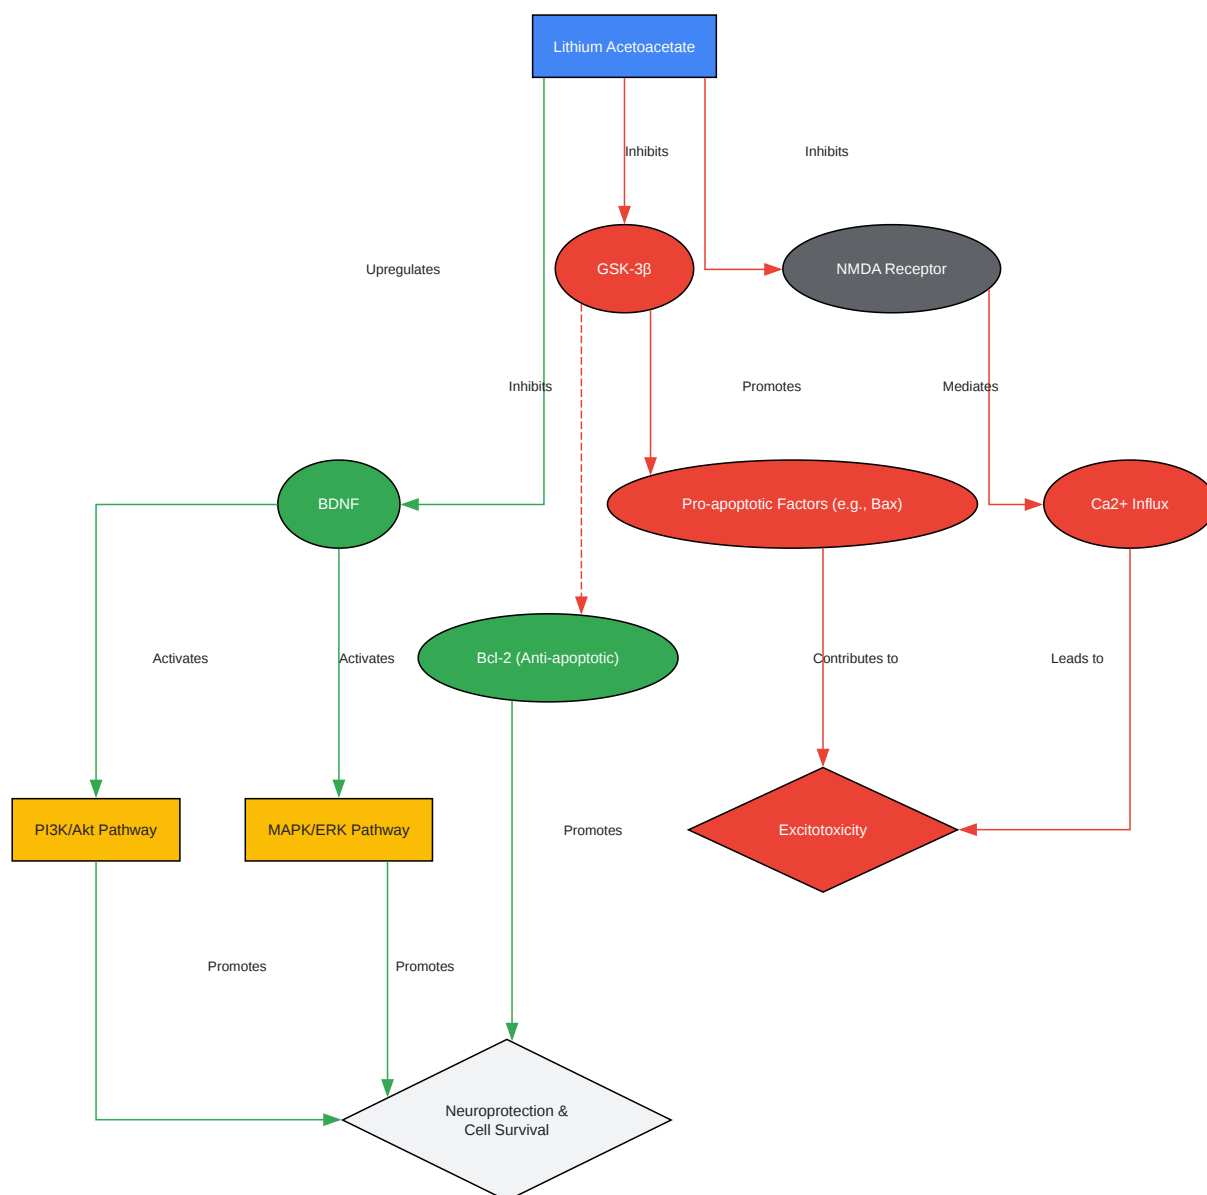 Lithium Acetoacetate
Inhibits
Inhibits
Upregulates
GSK-3β
NMDA Receptor
Inhibits
Promotes
Mediates
BDNF
Pro-apoptotic Factors (e.g., Bax)
Ca2+ Influx
Activates
Activates
Bcl-2 (Anti-apoptotic)
Contributes to
Leads to
PI3K/Akt Pathway
MAPK/ERK Pathway
Promotes
Excitotoxicity
Promotes
Promotes
Neuroprotection &
Cell Survival